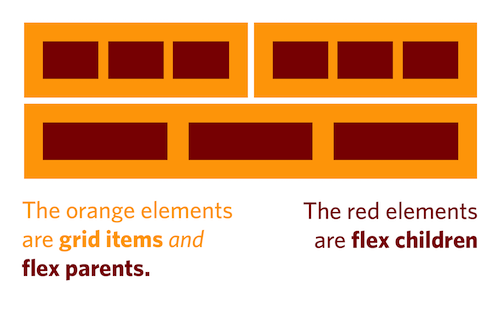 The orange elements
are grid items and
flex parents.
The red elements
are flex children